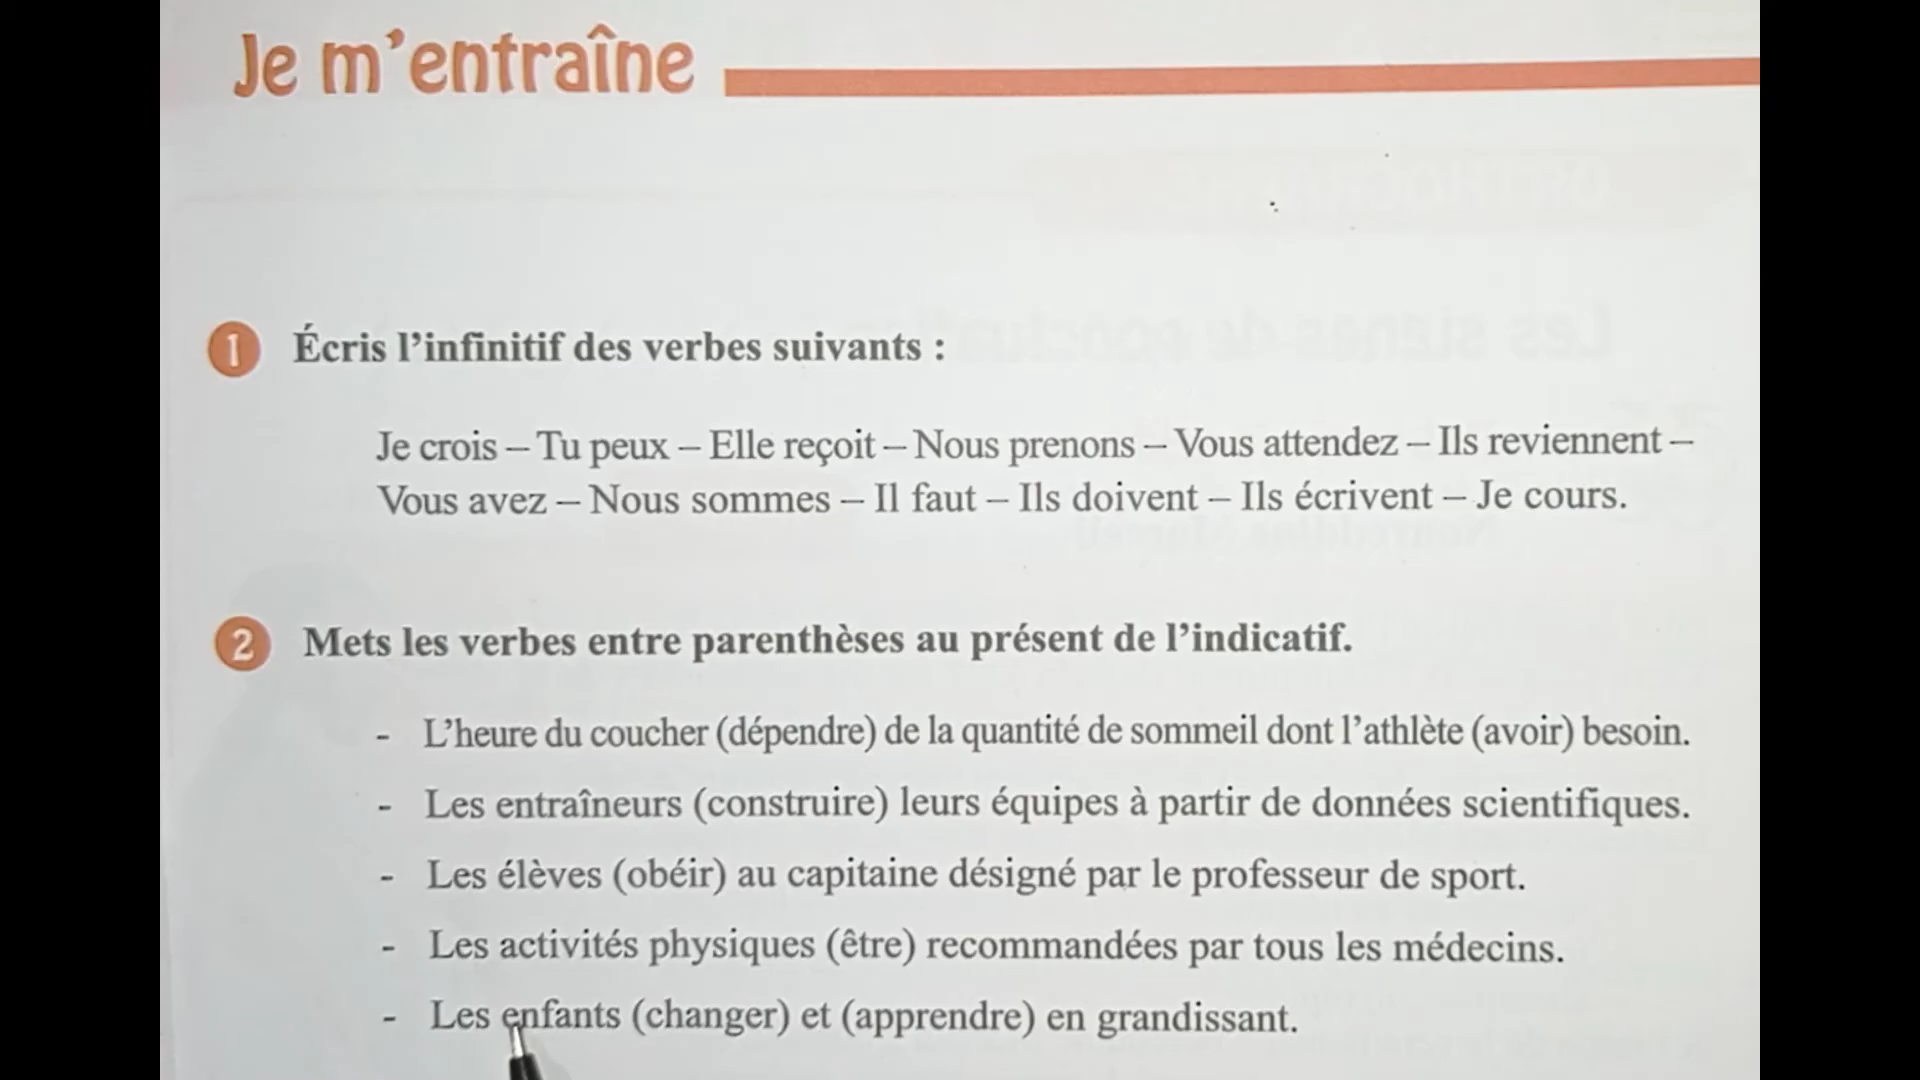 Je m'entraîne
1 Écris l'infinitif des verbes suivants :
Je crois – Tu peux – Elle reçoit – Nous prenons – Vous attendez – Ils reviennent –
Vous avez – Nous sommes – Il faut – Ils doivent – Ils écrivent – Je cours.
2 Mets les verbes entre parenthèses au présent de l'indicatif.
- L'heure du coucher (dépendre) de la quantité de sommeil dont l'athlète (avoir) besoin.
- Les entraîneurs (construire) leurs équipes à partir de données scientifiques.
- Les élèves (obéir) au capitaine désigné par le professeur de sport.
- Les activités physiques (être) recommandées par tous les médecins.
- Les enfants (changer) et (apprendre) en grandissant.